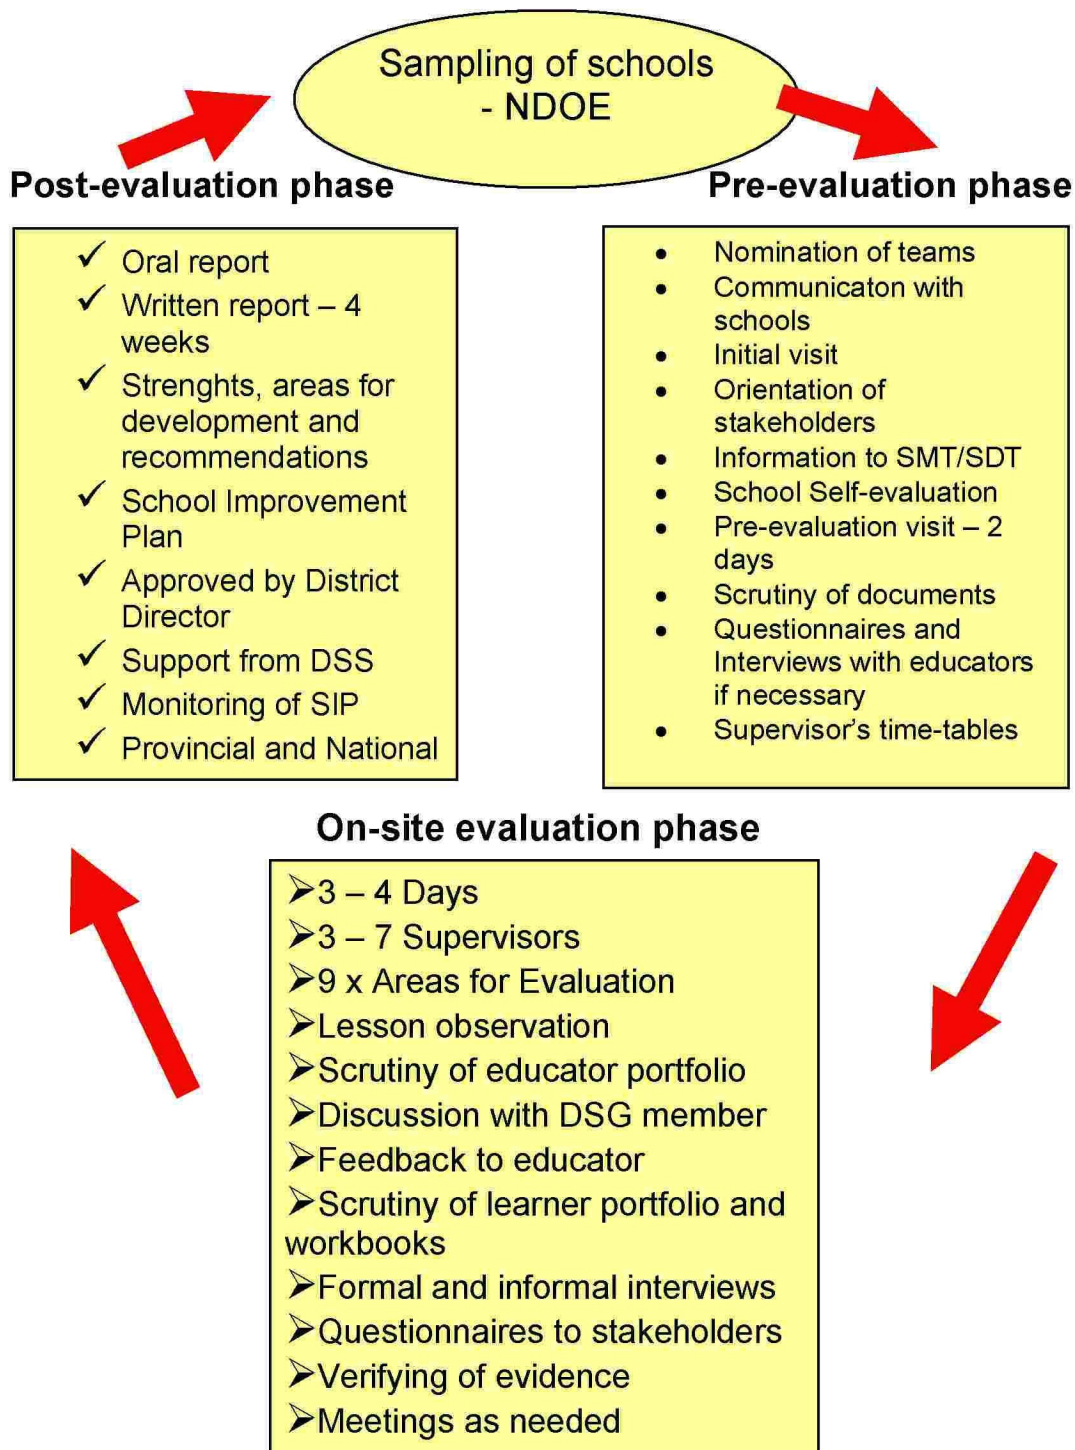 Sampling of schools
- NDOE
Post-evaluation phase
Pre-evaluation phase
✓ Oral report
✓ Written report – 4
weeks
✓ Strenghts, areas for
development and
recommendations
✓ School Improvement
Plan
✓ Approved by District
Director
✓ Support from DSS
✓ Monitoring of SIP
✓ Provincial and National
• Nomination of teams
• Communicaton with
schools
• Initial visit
• Orientation of
stakeholders
• Information to SMT/SDT
• School Self-evaluation
• Pre-evaluation visit – 2
days
• Scrutiny of documents
• Questionnaires and
Interviews with educators
if necessary
• Supervisor's time-tables
On-site evaluation phase
➢3 – 4 Days
➢3 – 7 Supervisors
➢9 x Areas for Evaluation
➢Lesson observation
➢Scrutiny of educator portfolio
➢Discussion with DSG member
➢Feedback to educator
➢Scrutiny of learner portfolio and
workbooks
➢Formal and informal interviews
➢Questionnaires to stakeholders
➢Verifying of evidence
➢Meetings as needed